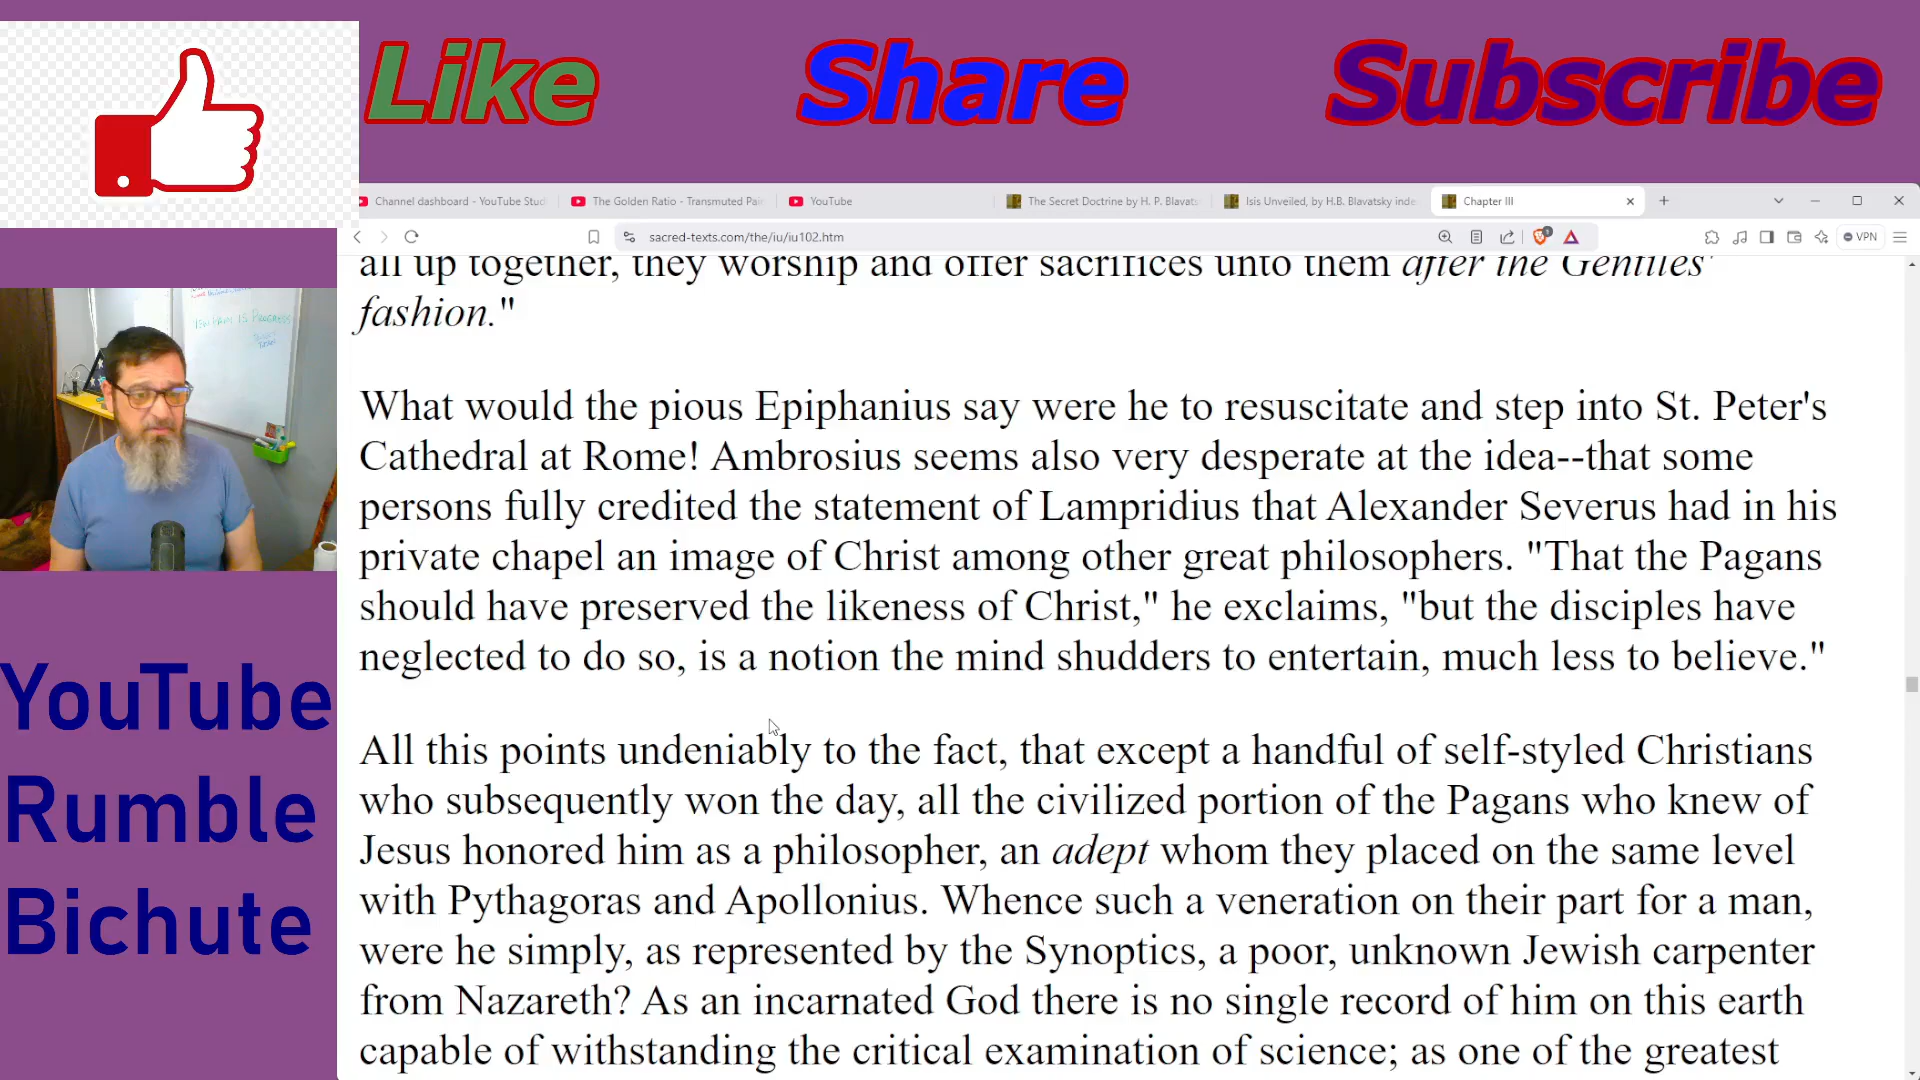 Like Share Subscribe
Channel dashboard - YouTube Stud
The Golden Ratio - Transmuted Pai
YouTube
The Secret Doctrine by H. P. Blavats
Isis Unveiled, by H.B. Blavatsky inde
Chapter III
sacred-texts.com/the/iu/iu102.htm
VPN
all up together, they worship and offer sacrifices unto them after the Gentiles'
fashion."
What would the pious Epiphanius say were he to resuscitate and step into St. Peter's
Cathedral at Rome! Ambrosius seems also very desperate at the idea--that some
persons fully credited the statement of Lampridius that Alexander Severus had in his
private chapel an image of Christ among other great philosophers. "That the Pagans
should have preserved the likeness of Christ," he exclaims, "but the disciples have
neglected to do so, is a notion the mind shudders to entertain, much less to believe."
All this points undeniably to the fact, that except a handful of self-styled Christians
who subsequently won the day, all the civilized portion of the Pagans who knew of
Jesus honored him as a philosopher, an adept whom they placed on the same level
with Pythagoras and Apollonius. Whence such a veneration on their part for a man,
were he simply, as represented by the Synoptics, a poor, unknown Jewish carpenter
from Nazareth? As an incarnated God there is no single record of him on this earth
capable of withstanding the critical examination of science; as one of the greatest
YouTube
Rumble
Bichute